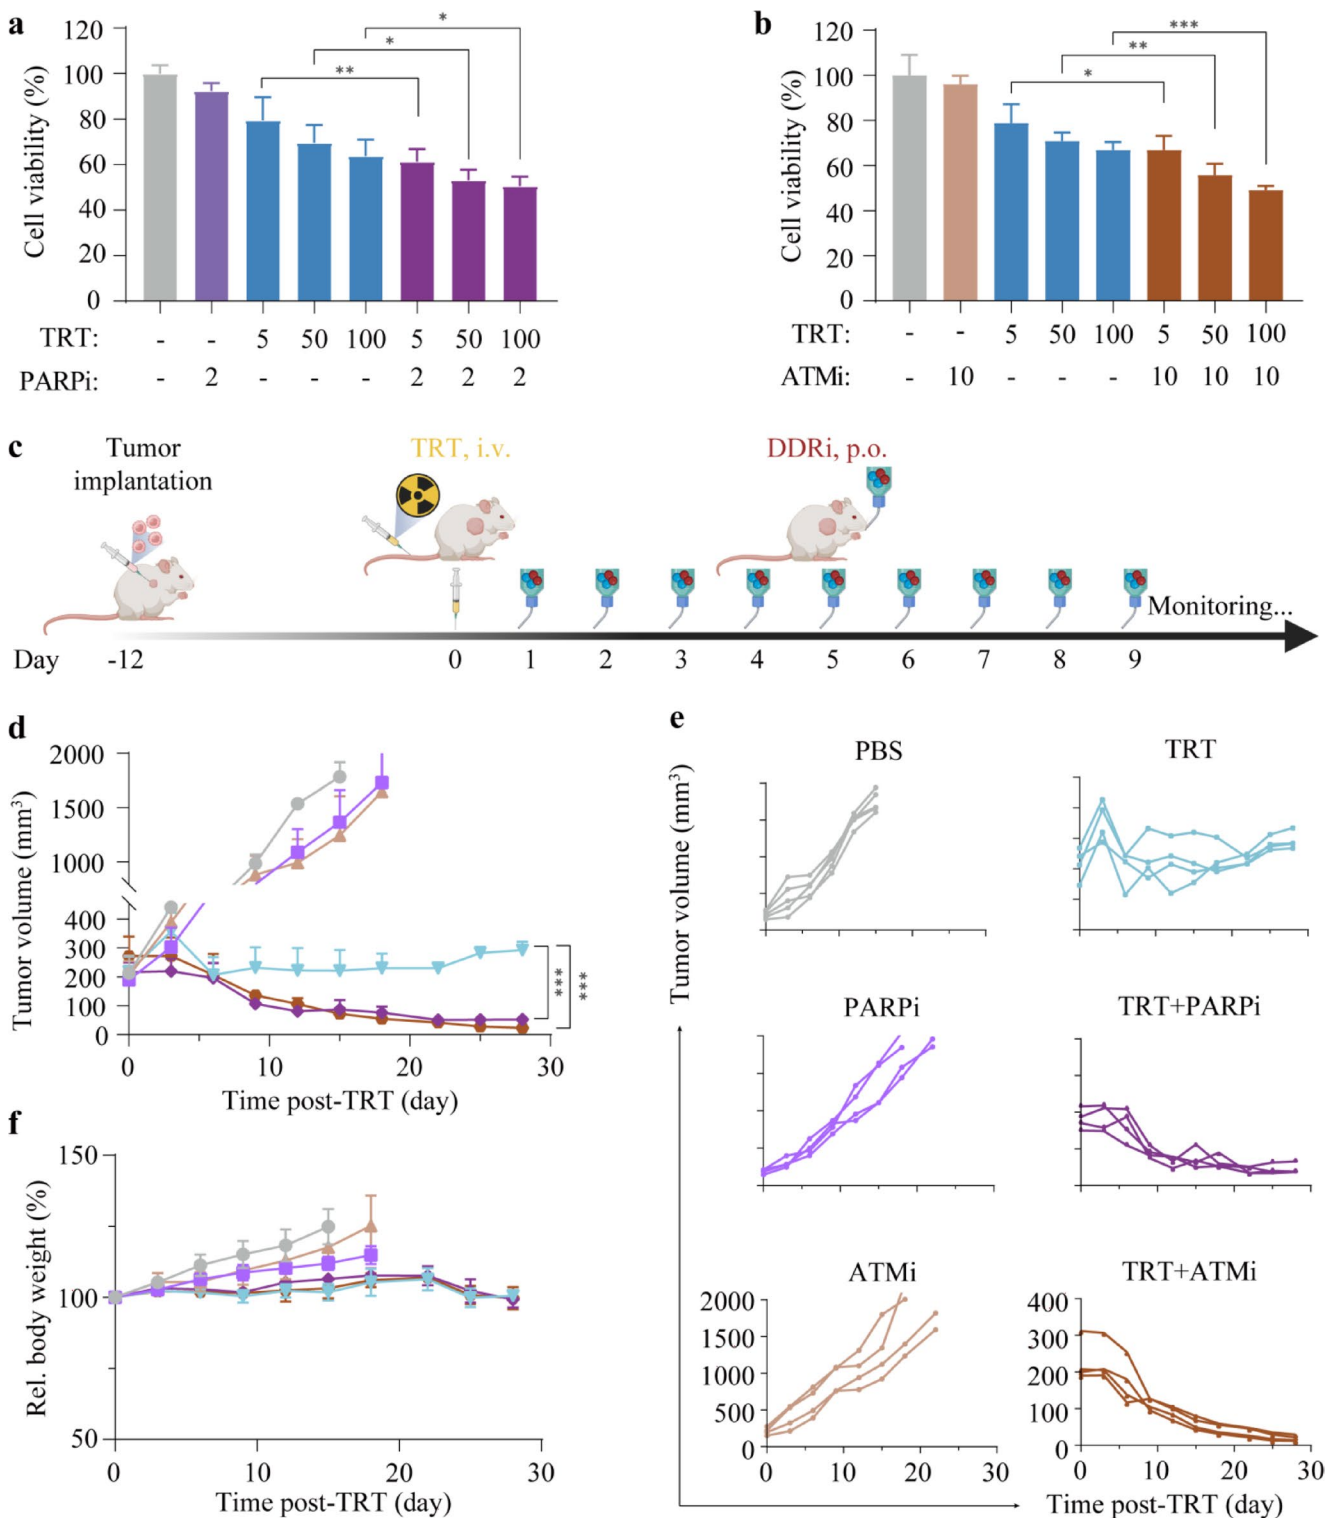 a
Cell viability (%)
120
100
80
60
40
20
0
**
*
*
TRT: - - 5 50 100 5 50 100
PARPi: - 2 - - - 2 2 2
b
Cell viability (%)
120
100
80
60
40
20
0
*
**
***
TRT: - - 5 50 100 5 50 100
ATMi: - 10 - - - 10 10 10
c
Tumor
implantation
TRT, i.v.
DDRi, p.o.
Monitoring...
Day -12 0 1 2 3 4 5 6 7 8 9
d
Tumor volume (mm³)
2000
1500
1000
400
300
200
100
0
***
***
0 10 20 30
Time post-TRT (day)
e
Tumor volume (mm³)
PBS
TRT
PARPi
TRT+PARPi
ATMi
2000
1500
1000
500
0
0 10 20 30
TRT+ATMi
400
300
200
100
0
0 10 20 30
Time post-TRT (day)
f
Rel. body weight (%)
150
100
50
0 10 20 30
Time post-TRT (day)